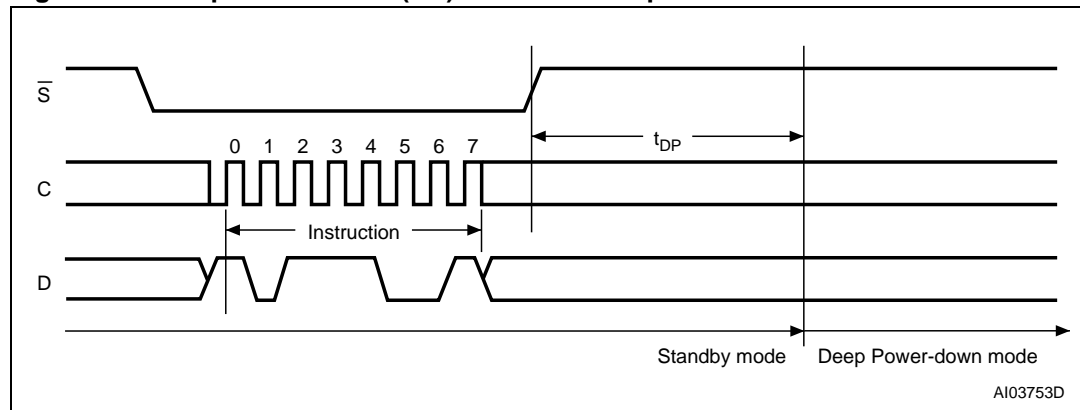 S
0 1 2 3 4 5 6 7
tDP
C
Instruction
D
Standby mode Deep Power-down mode
AI03753D